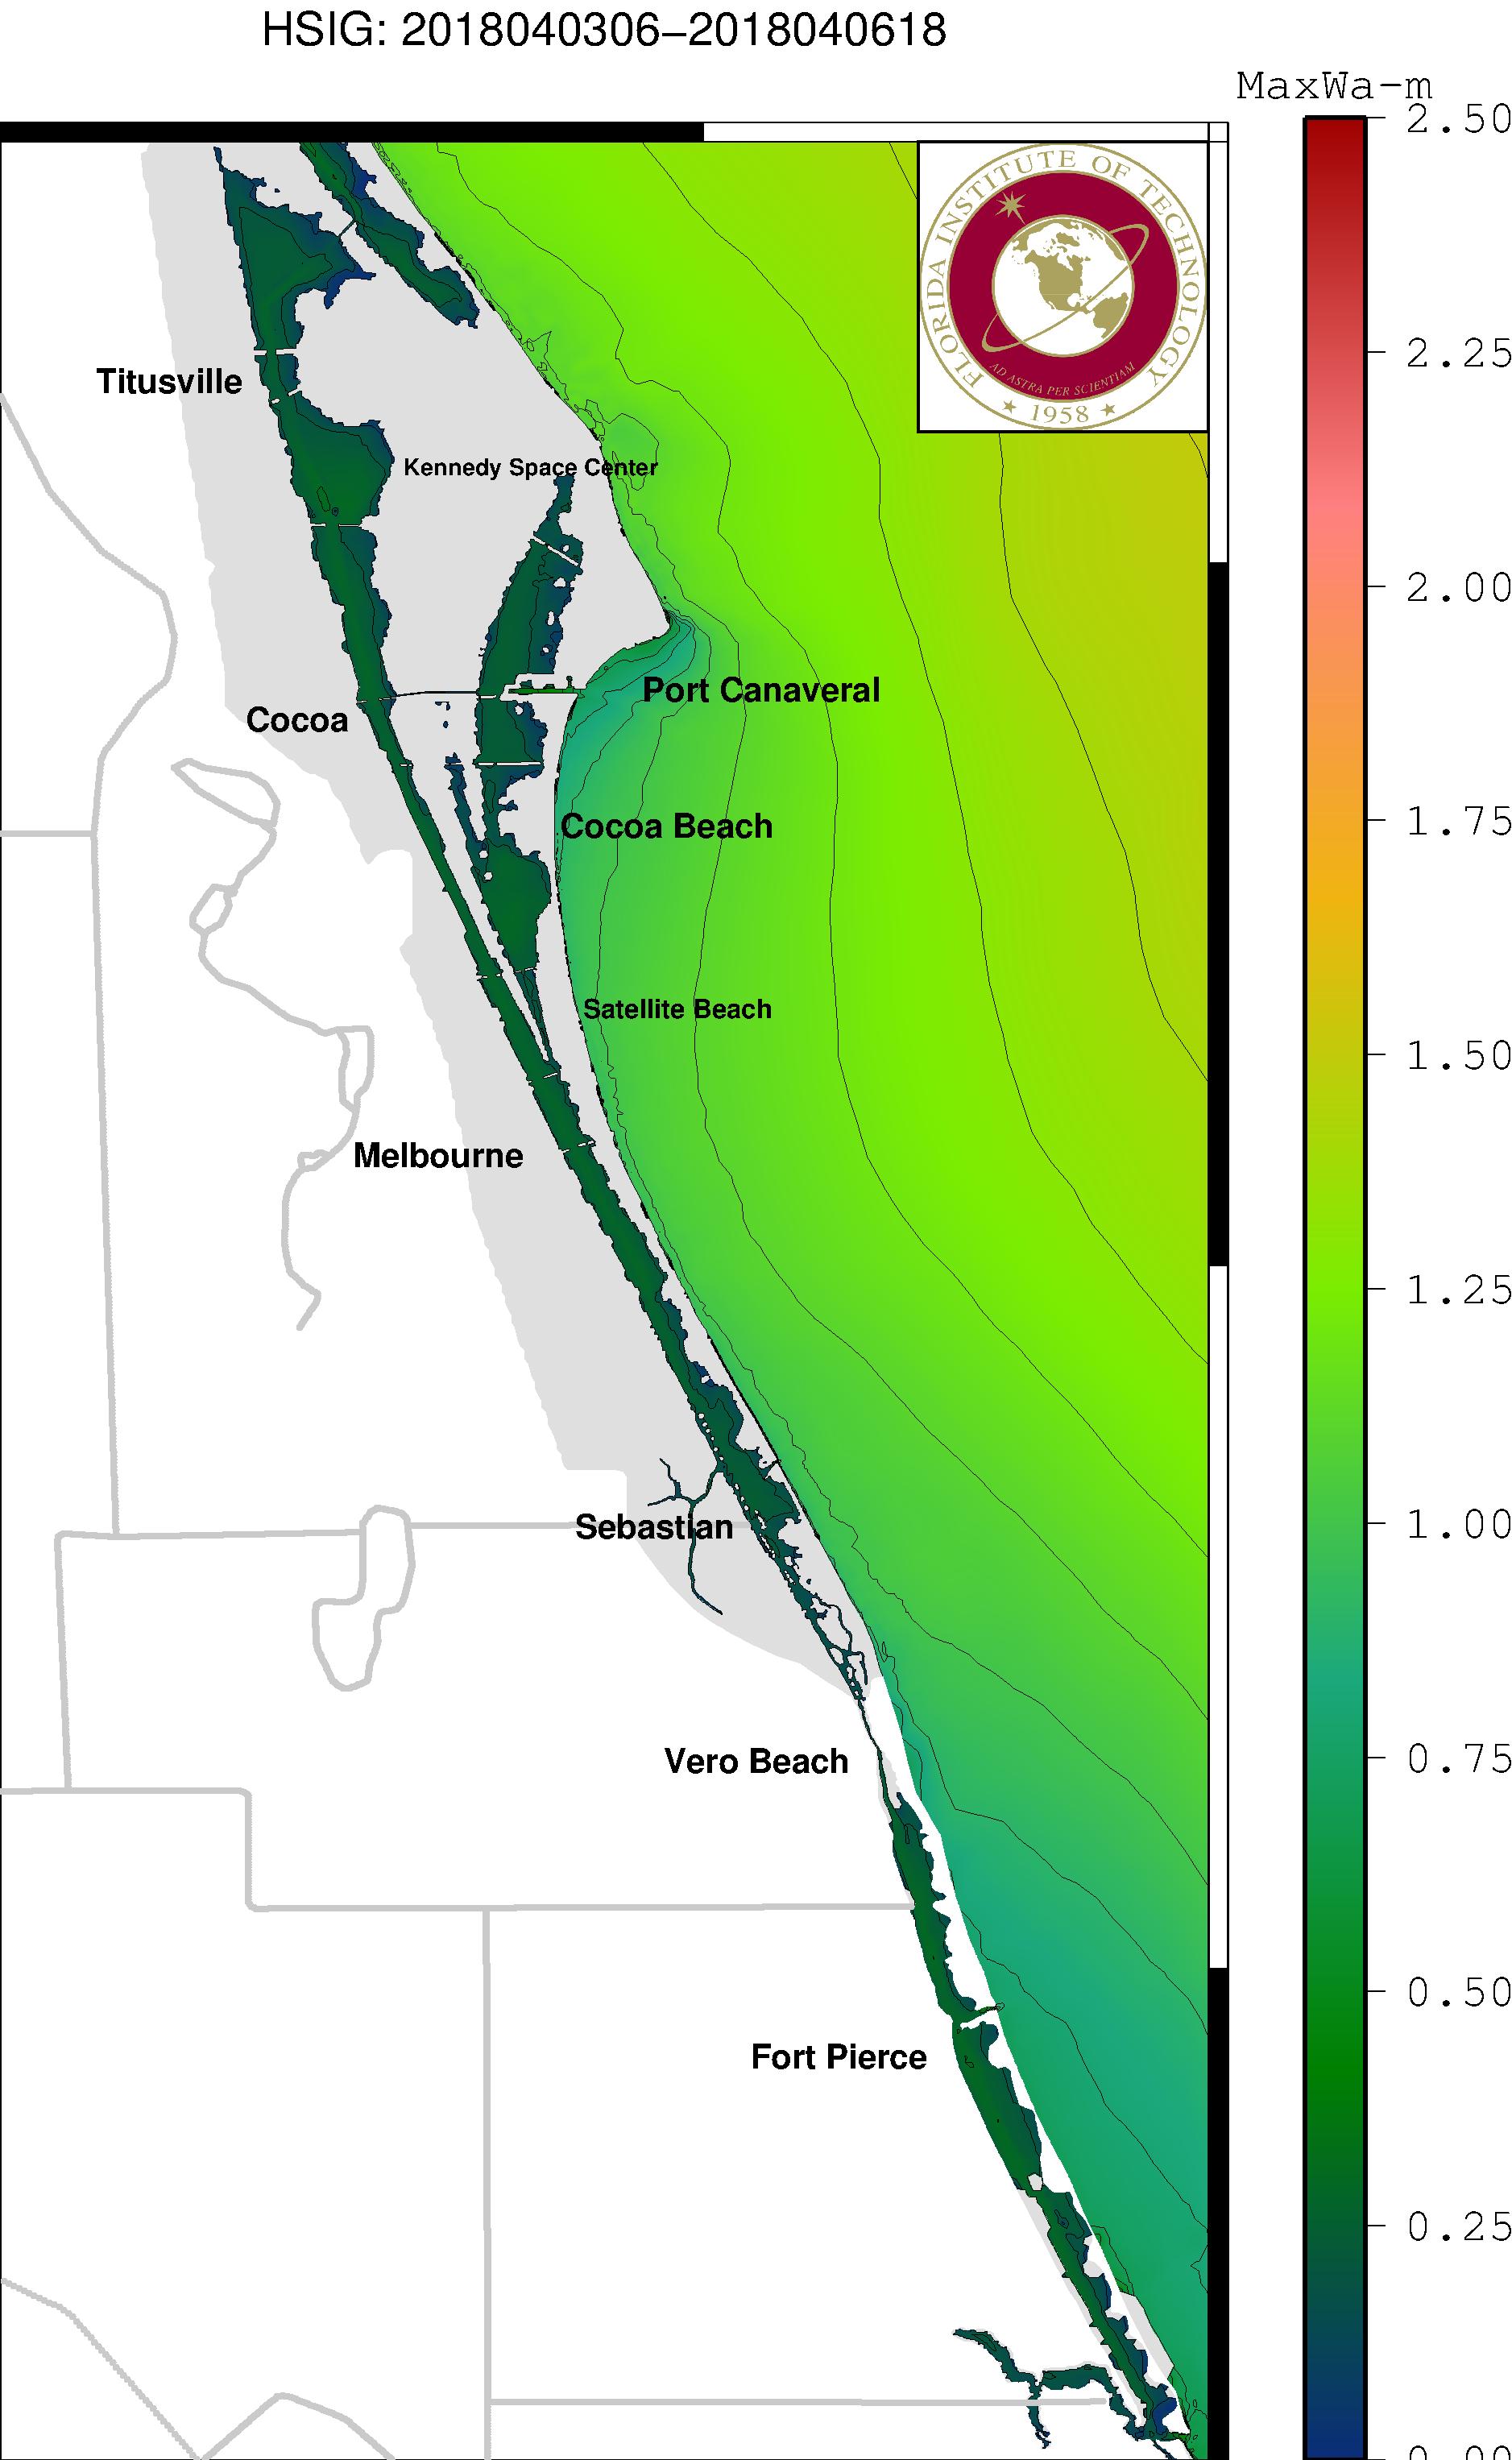 HSIG: 2018040306−2018040618
MaxWa−m
2.50
2.25
2.00
1.75
1.50
1.25
1.00
0.75
0.50
0.25
0.00
FLORIDA INSTITUTE OF TECHNOLOGY
AD ASTRA PER SCIENTIAM
★ 1958 ★
Titusville
Kennedy Space Center
Port Canaveral
Cocoa
Cocoa Beach
Satellite Beach
Melbourne
Sebastian
Vero Beach
Fort Pierce